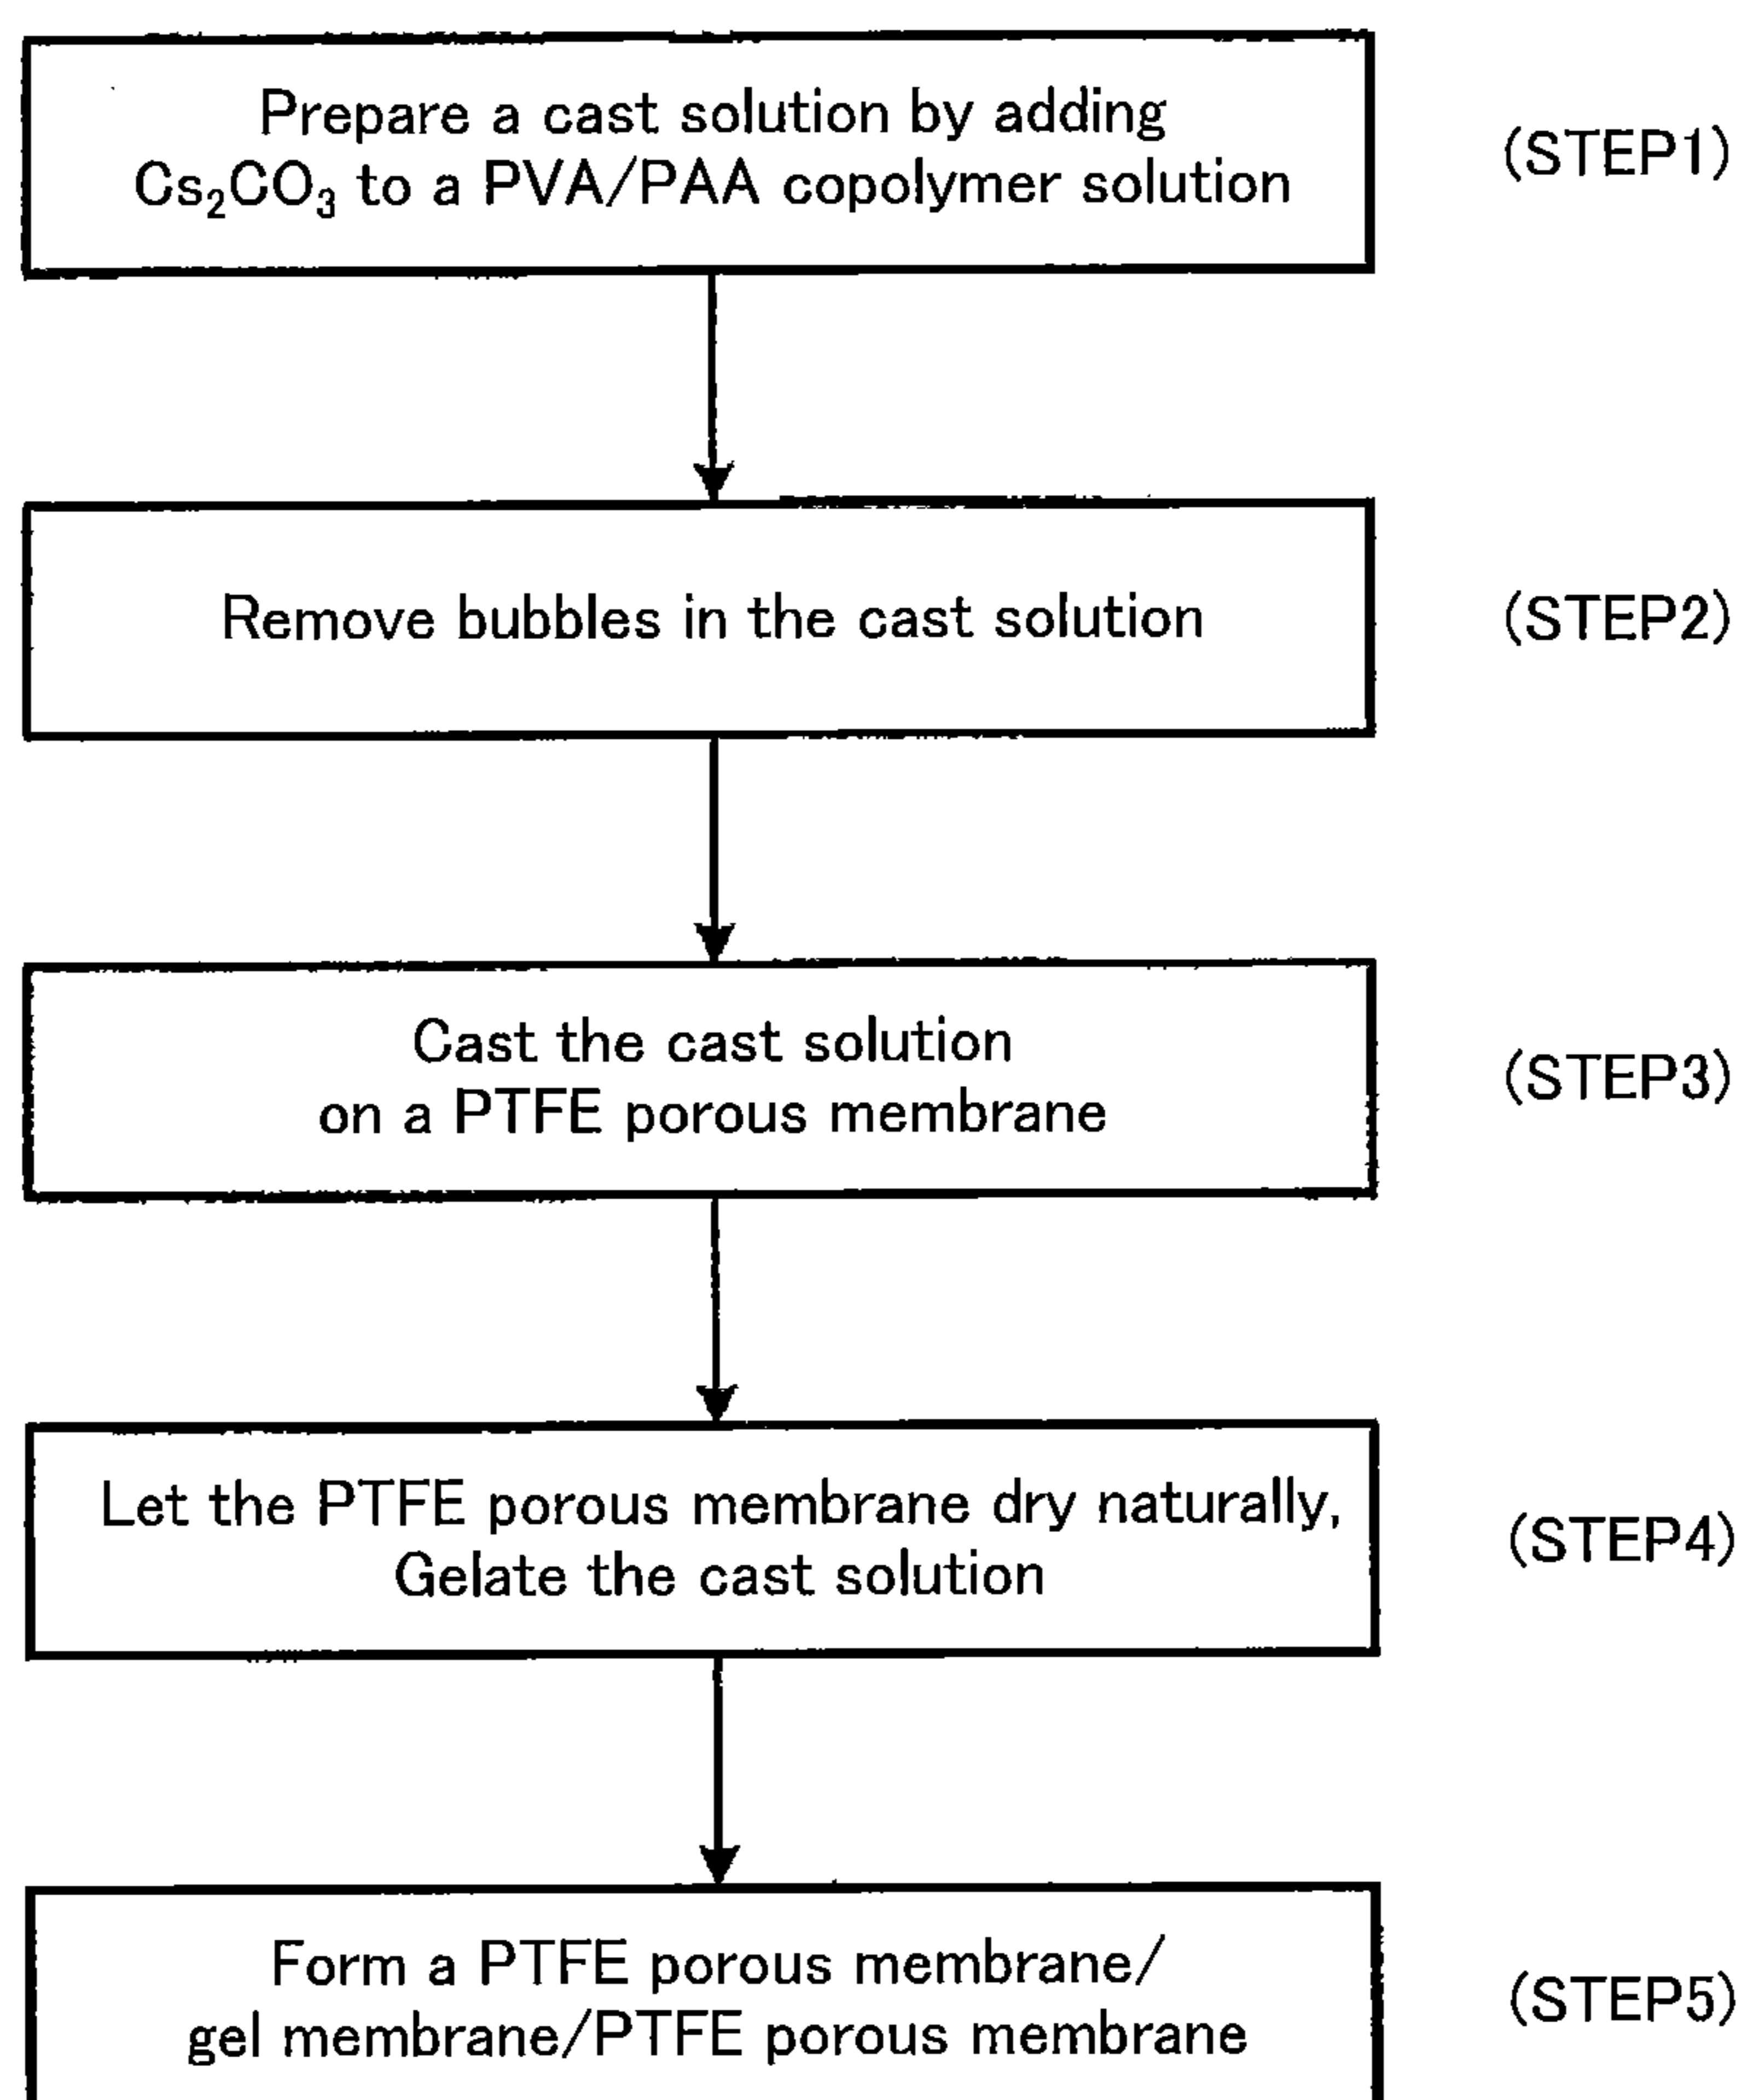 Prepare a cast solution by adding
Cs₂CO₃ to a PVA/PAA copolymer solution
(STEP1)
Remove bubbles in the cast solution
(STEP2)
Cast the cast solution
on a PTFE porous membrane
(STEP3)
Let the PTFE porous membrane dry naturally,
Gelate the cast solution
(STEP4)
Form a PTFE porous membrane/
gel membrane/PTFE porous membrane
(STEP5)